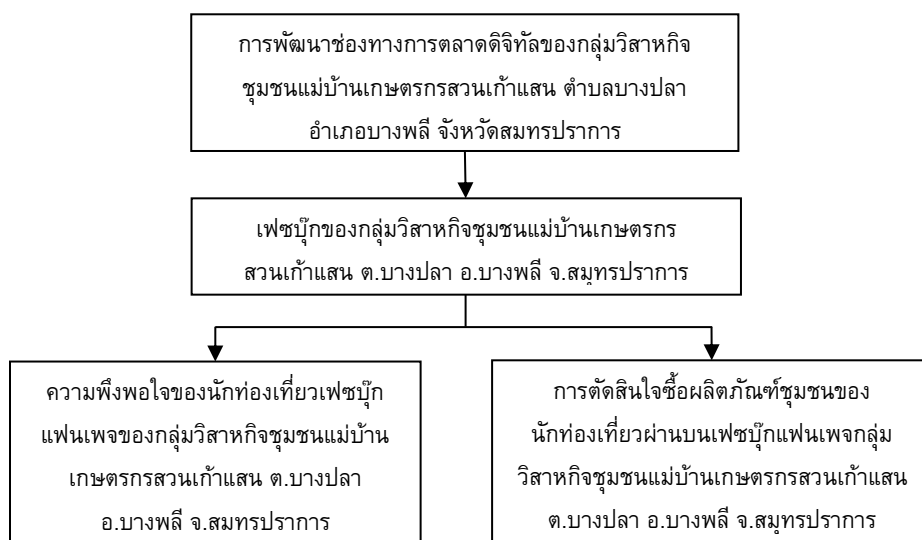 การพัฒนาช่องทางการตลาดดิจิทัลของกลุ่มวิสาหกิจ
ชุมชนแม่บ้านเกษตรกรสวนเก้าแสน ตำบลบางปลา
อำเภอบางพลี จังหวัดสมทรปราการ
เฟซบุ๊กของกลุ่มวิสาหกิจชุมชนแม่บ้านเกษตรกร
สวนเก้าแสน ต.บางปลา อ.บางพลี จ.สมุทรปราการ
ความพึงพอใจของนักท่องเที่ยวเฟซบุ๊ก
แฟนเพจของกลุ่มวิสาหกิจชุมชนแม่บ้าน
เกษตรกรสวนเก้าแสน ต.บางปลา
อ.บางพลี จ.สมทรปราการ
การตัดสินใจซื้อผลิตภัณฑ์ชุมชนของ
นักท่องเที่ยวผ่านบนเฟซบุ๊กแฟนเพจกลุ่ม
วิสาหกิจชุมชนแม่บ้านเกษตรกรสวนเก้าแสน
ต.บางปลา อ.บางพลี จ.สมุทรปราการ